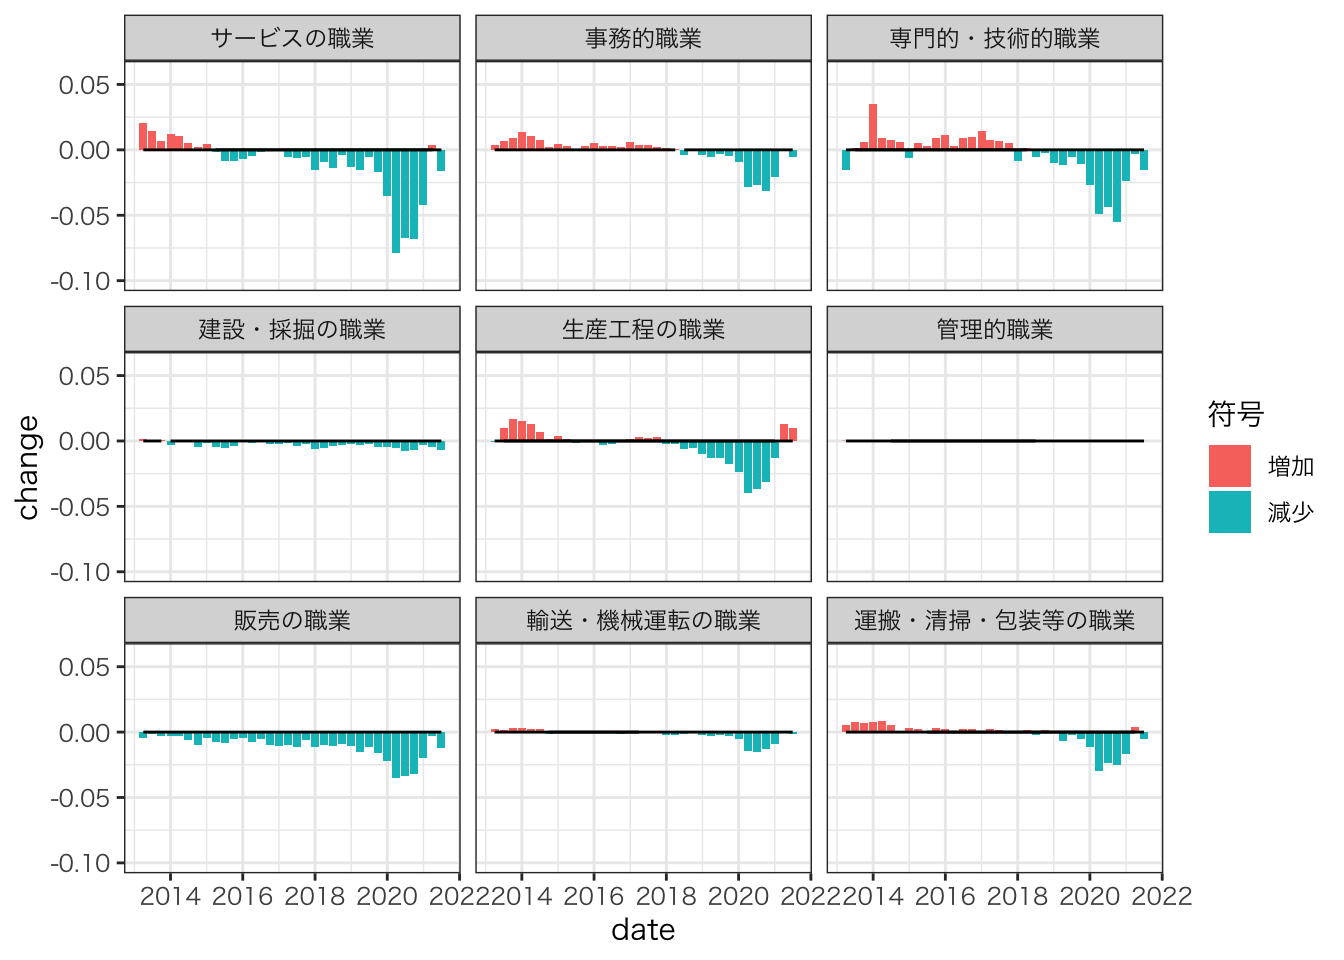 サービスの職業
事務的職業
専門的・技術的職業
0.05
0.00
-0.05
-0.10
建設・採掘の職業
生産工程の職業
管理的職業
0.05
0.00
-0.05
-0.10
販売の職業
輸送・機械運転の職業
運搬・清掃・包装等の職業
0.05
0.00
-0.05
-0.10
2014 2016 2018 2020 2022
2014 2016 2018 2020 2022
2014 2016 2018 2020 2022
date
change
符号
増加
減少